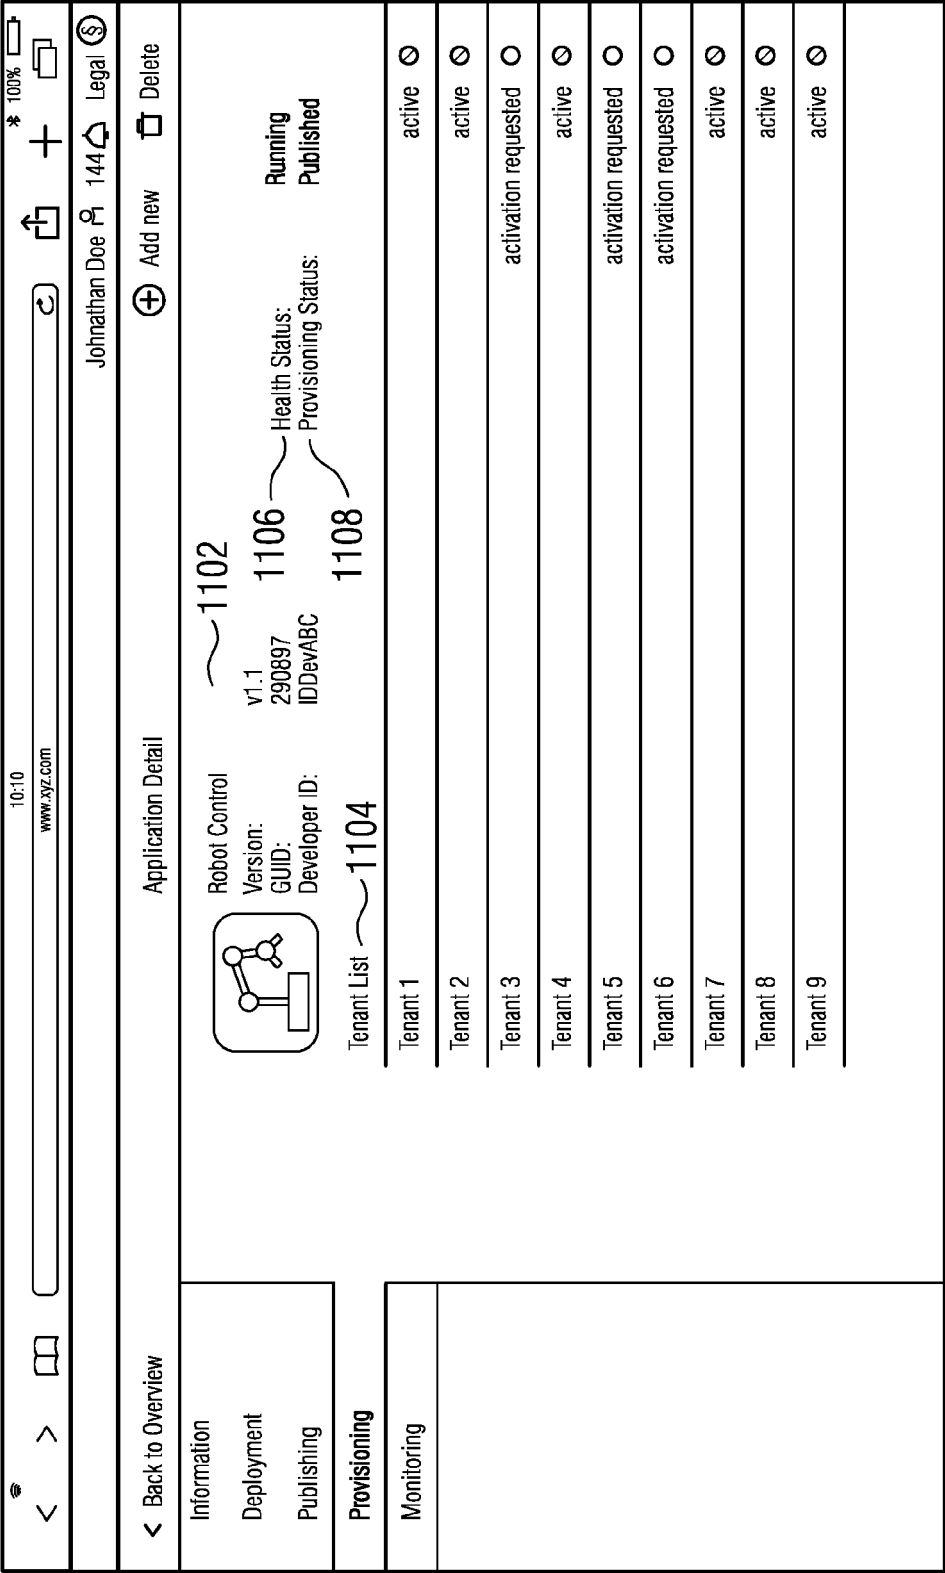 10:10
100%
www.xyz.com
Johnathan Doe 144 Legal §
< Back to Overview Application Detail Add new Delete
Information
Deployment
Publishing
Provisioning
Monitoring
Robot Control 1102
Version: v1.1
GUID: 290897 1106 Health Status: Running
Developer ID: IDDevABC Provisioning Status: Published
1108
Tenant List 1104
Tenant 1 active
Tenant 2 active
Tenant 3 activation requested
Tenant 4 active
Tenant 5 activation requested
Tenant 6 activation requested
Tenant 7 active
Tenant 8 active
Tenant 9 active